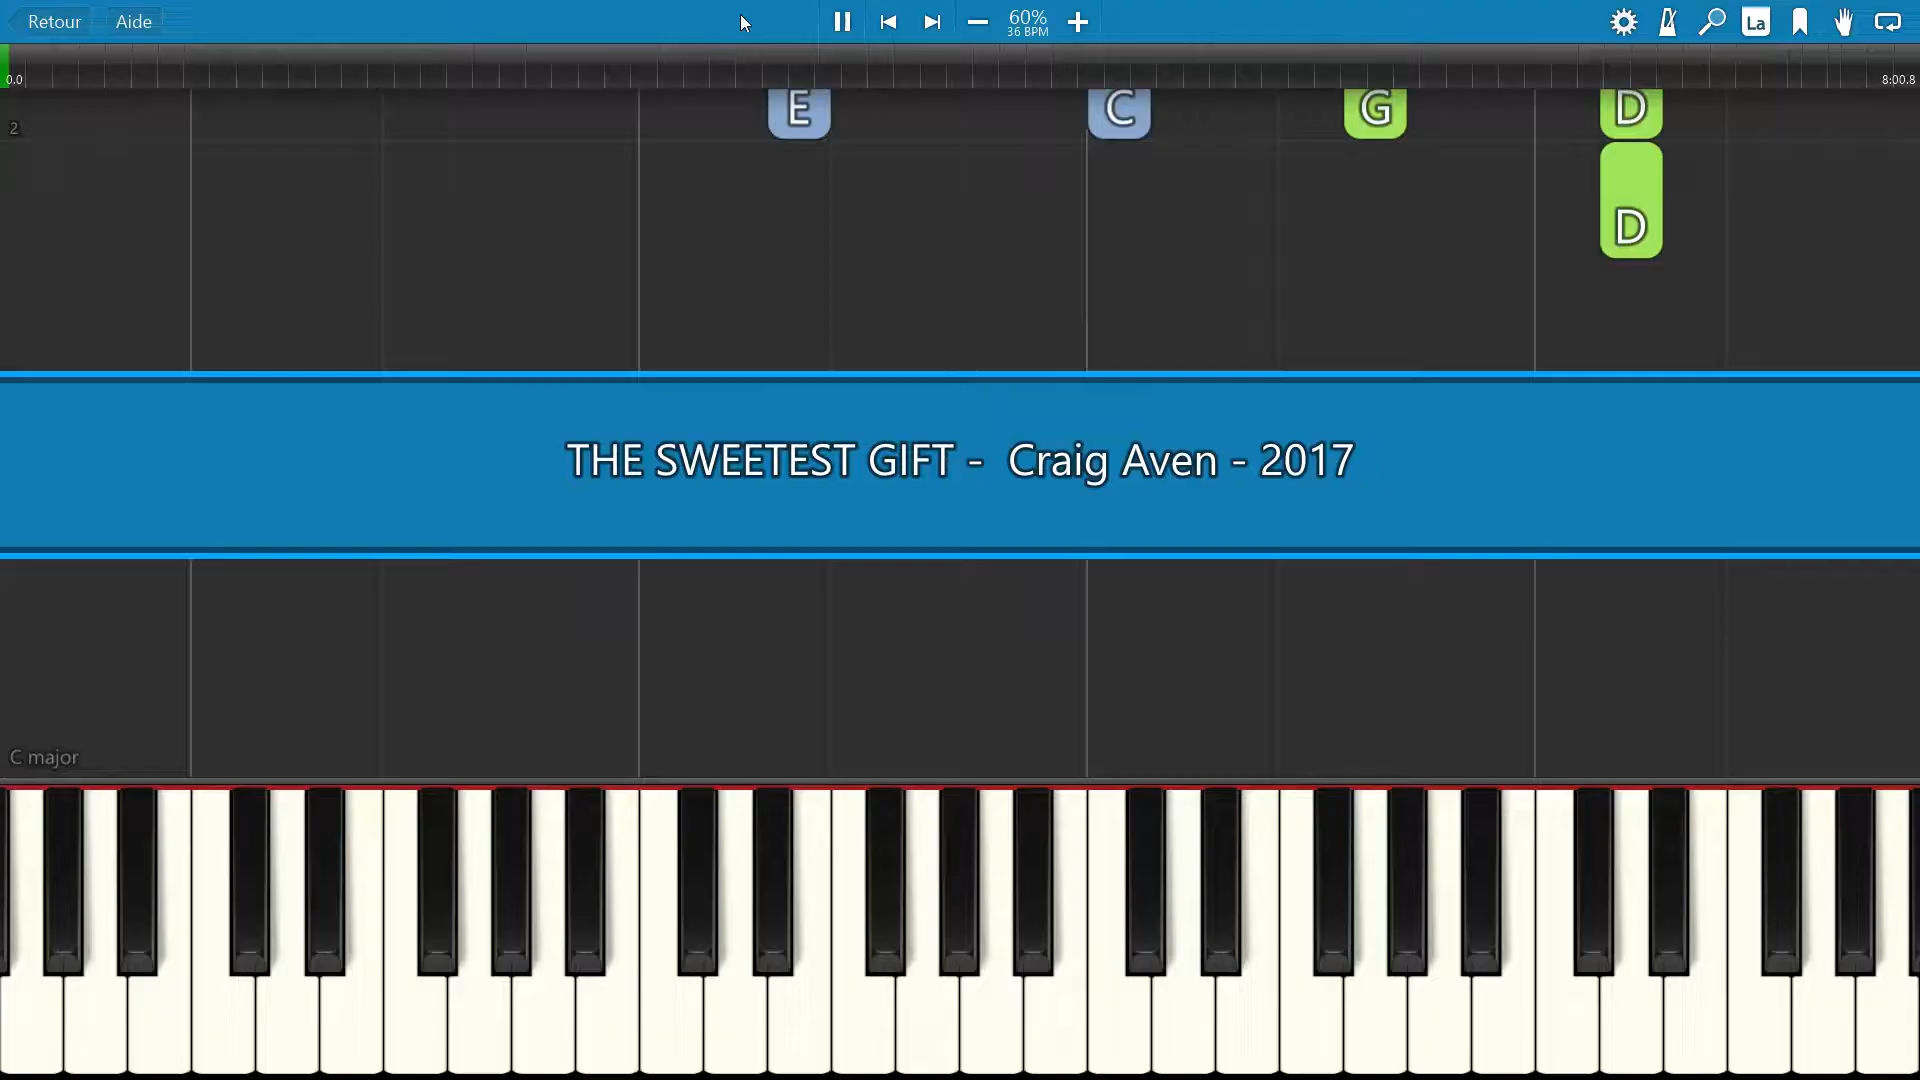 Retour Aide 60% La
36 BPM
0.0 8:00.8
2 E C G D
D
THE SWEETEST GIFT - Craig Aven - 2017
C major